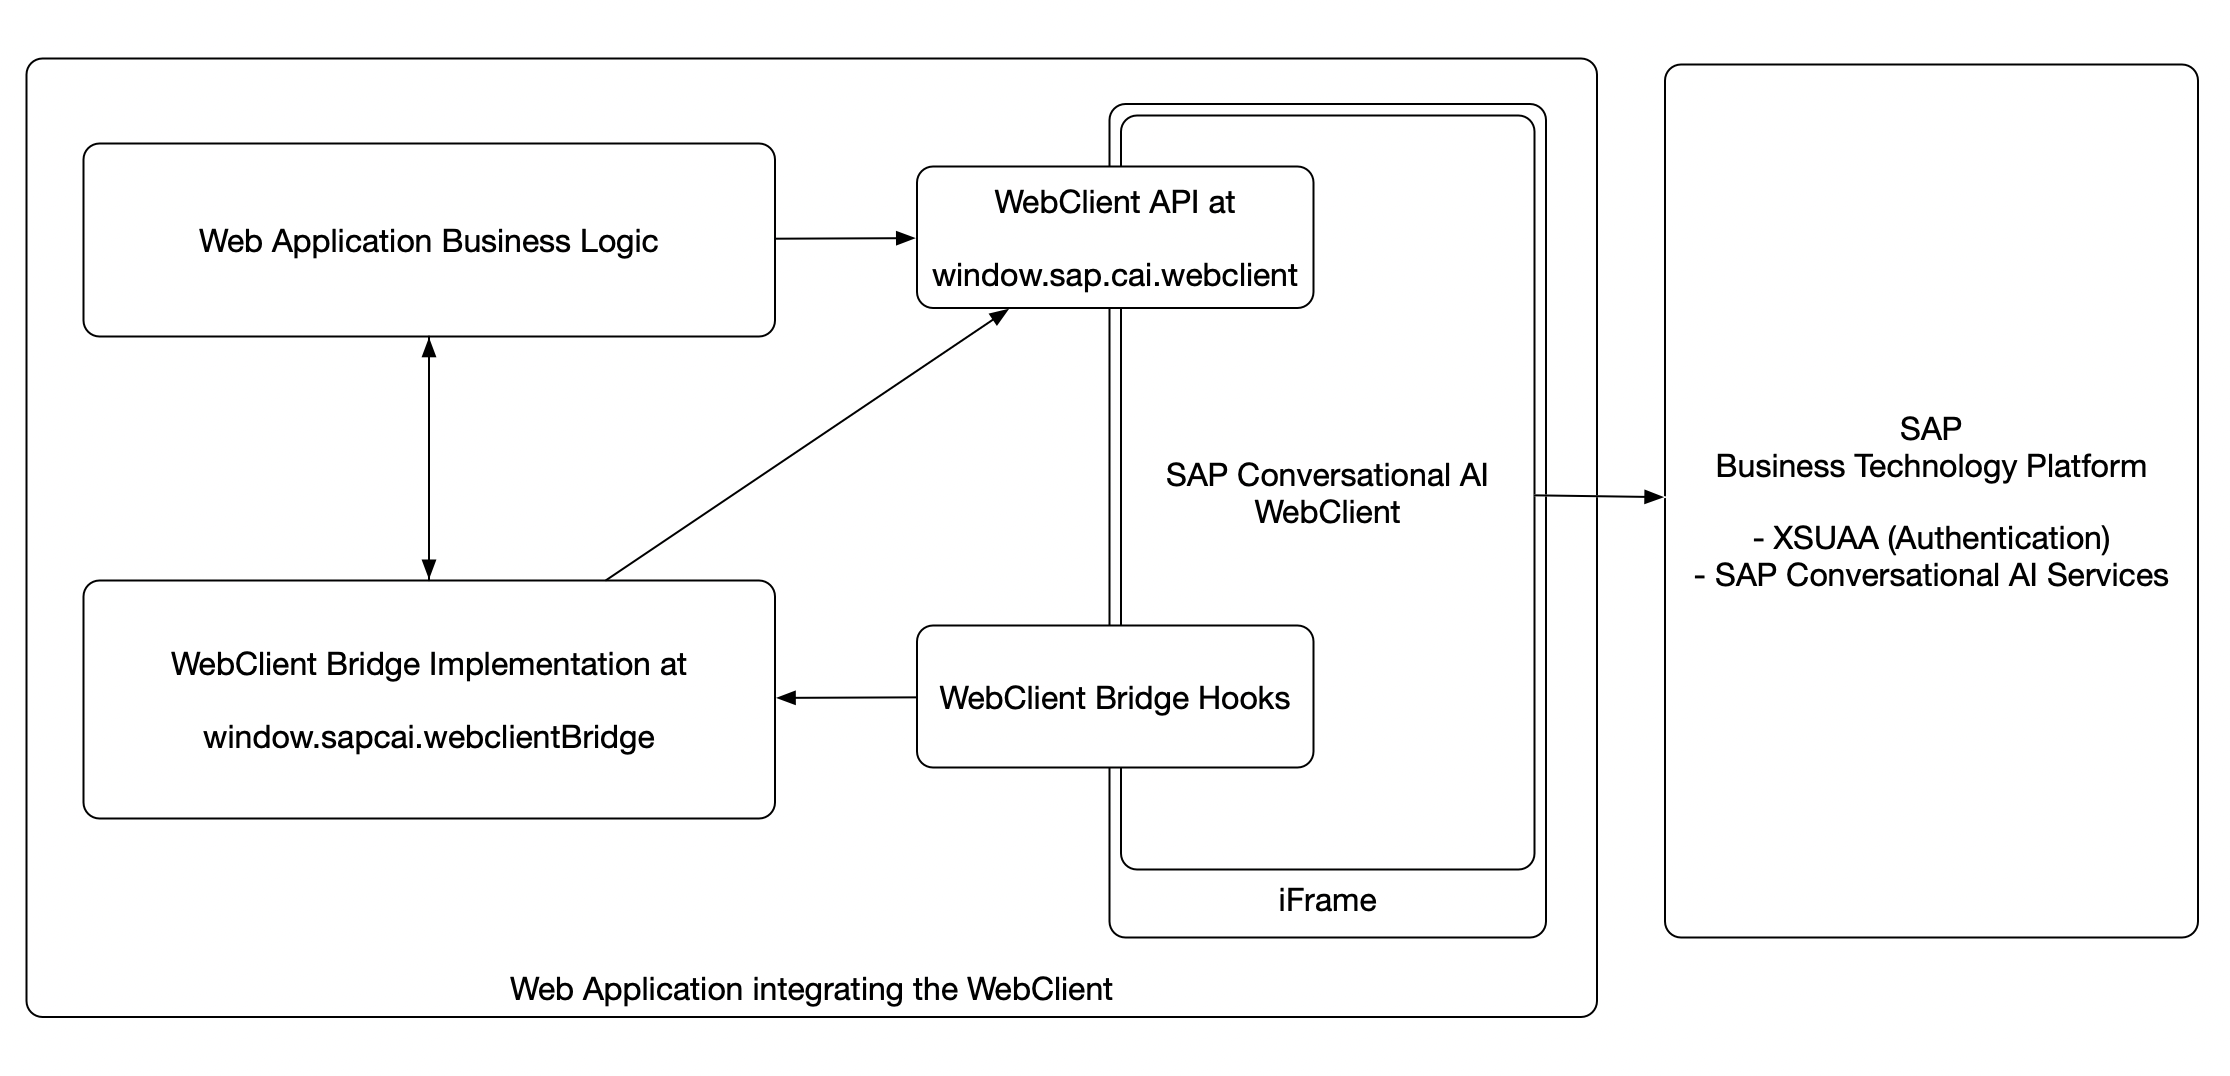 Web Application Business Logic
WebClient API at
window.sap.cai.webclient
SAP Conversational AI
WebClient
WebClient Bridge Implementation at
window.sapcai.webclientBridge
WebClient Bridge Hooks
iFrame
Web Application integrating the WebClient
SAP
Business Technology Platform
- XSUAA (Authentication)
- SAP Conversational AI Services